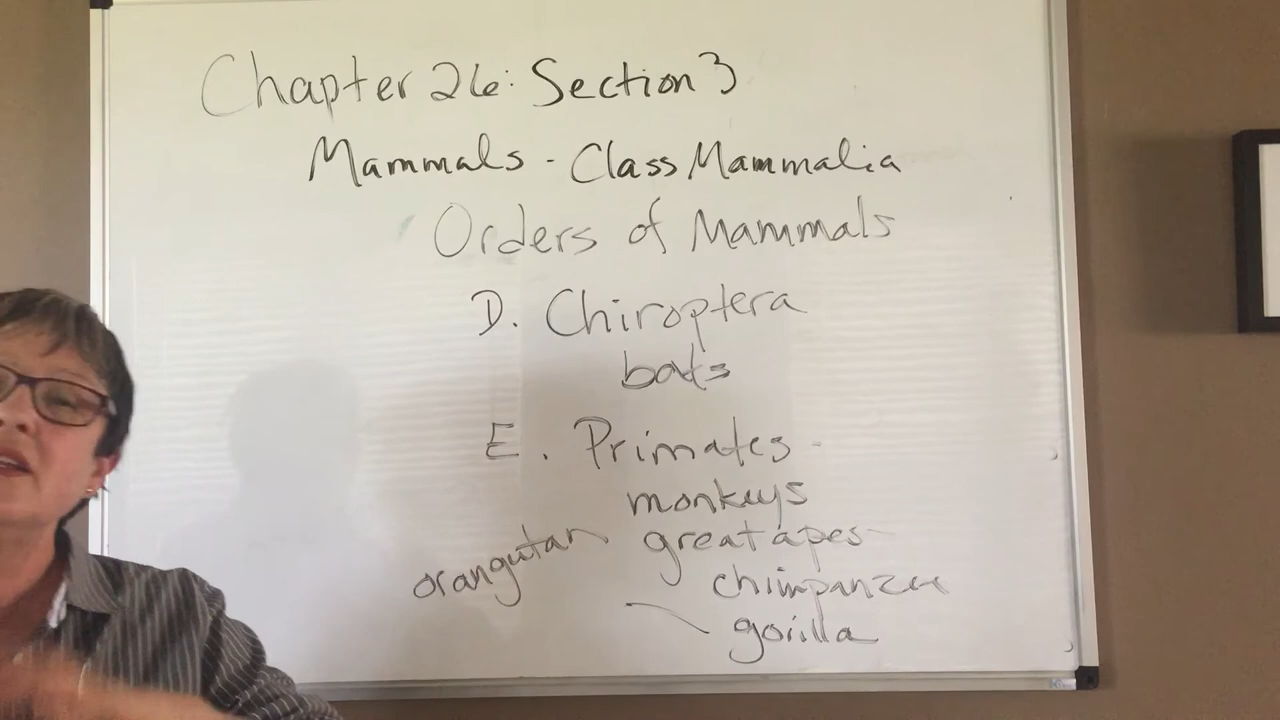 Chapter 26: Section 3
Mammals - Class Mammalia
Orders of Mammals
D. Chiroptera
bats
E. Primates -
monkeys
great apes -
orangutan
chimpanzee
gorilla